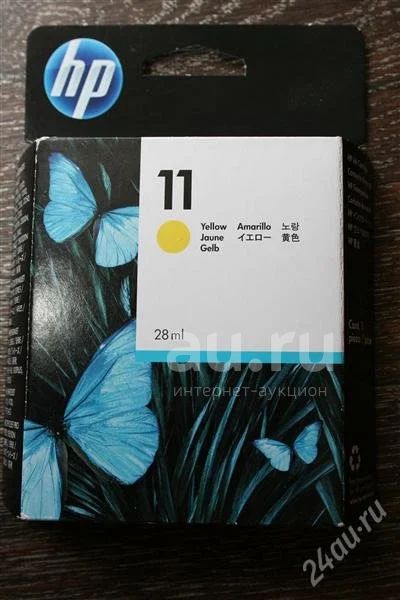 hp
11
Yellow Amarillo 노랑
Jaune イエロー 黄色
Gelb
28 ml
au.ru
интернет-аукцион
24au.ru